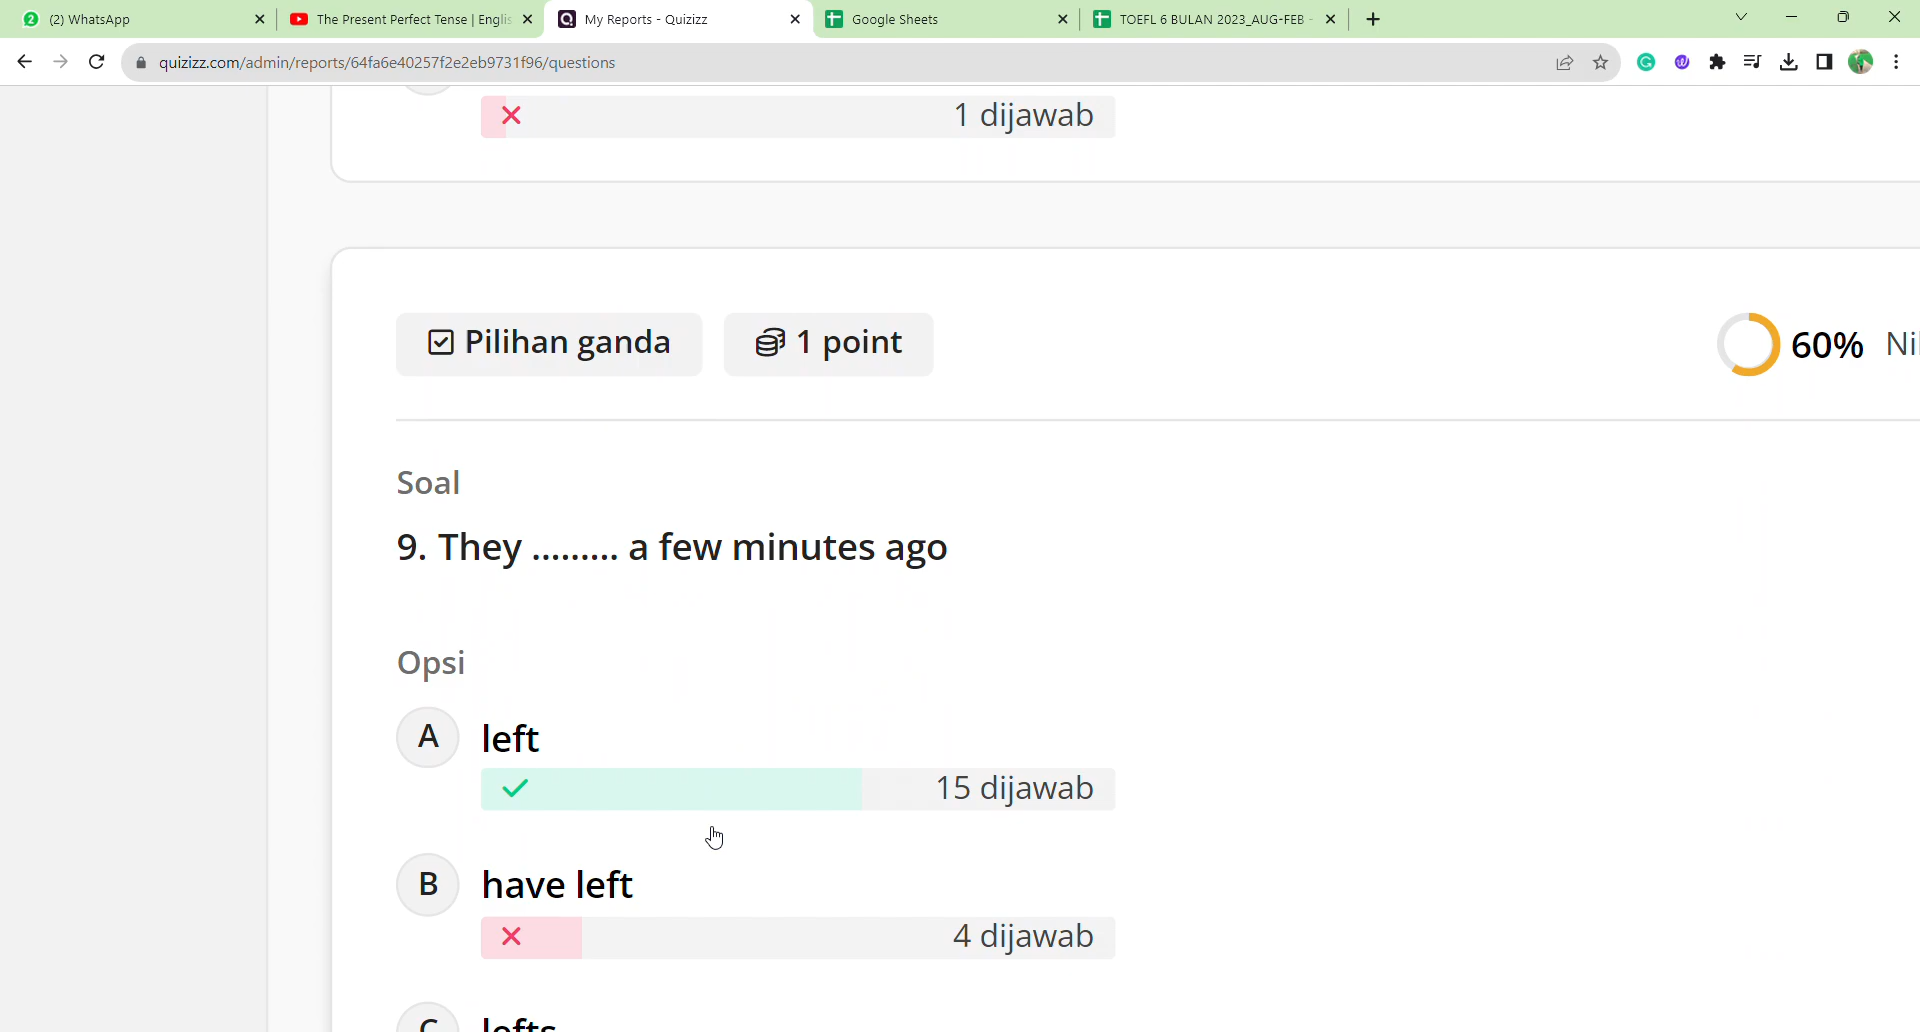 (2) WhatsApp
The Present Perfect Tense | Englis
My Reports - Quizizz
Google Sheets
TOEFL 6 BULAN 2023_AUG-FEB -
quizizz.com/admin/reports/64fa6e40257f2e2eb9731f96/questions
1 dijawab
Pilihan ganda
1 point
60%
Soal
9. They ......... a few minutes ago
Opsi
A left
15 dijawab
B have left
4 dijawab
C lefts